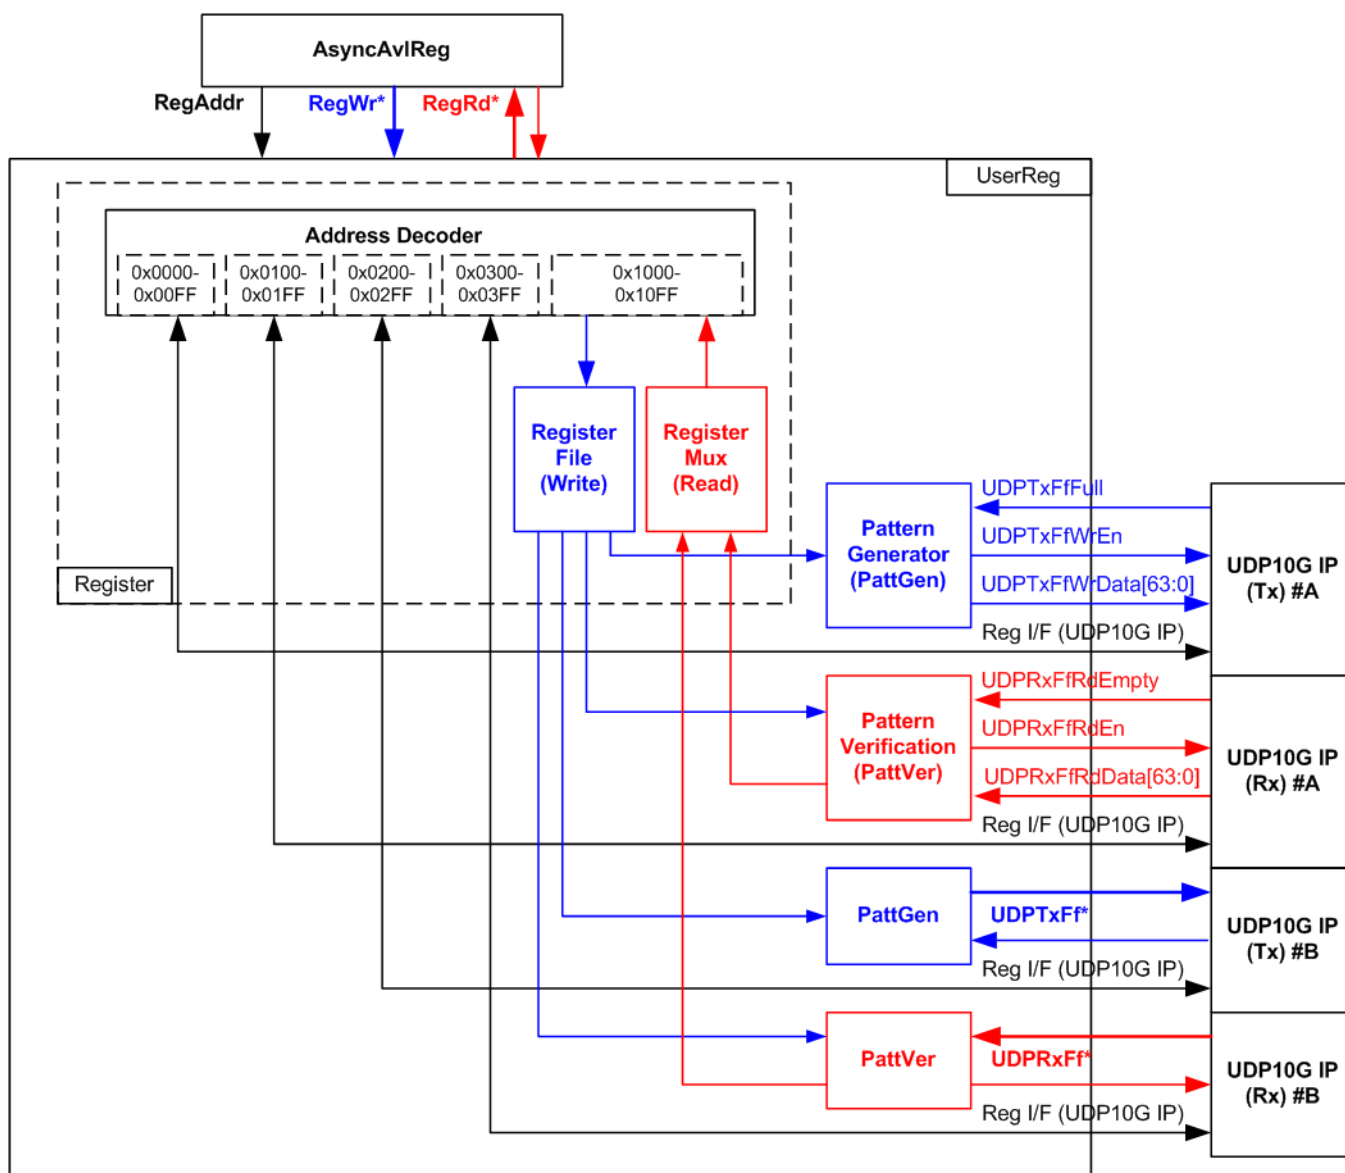 AsyncAvlReg
RegAddr
RegWr*
RegRd*
UserReg
Address Decoder
0x0000-
0x00FF
0x0100-
0x01FF
0x0200-
0x02FF
0x0300-
0x03FF
0x1000-
0x10FF
Register
File
(Write)
Register
Mux
(Read)
Register
Pattern
Generator
(PattGen)
UDPTxFfFull
UDPTxFfWrEn
UDPTxFfWrData[63:0]
Reg I/F (UDP10G IP)
UDP10G IP
(Tx) #A
Pattern
Verification
(PattVer)
UDPRxFfRdEmpty
UDPRxFfRdEn
UDPRxFfRdData[63:0]
Reg I/F (UDP10G IP)
UDP10G IP
(Rx) #A
PattGen
UDPTxFf*
Reg I/F (UDP10G IP)
UDP10G IP
(Tx) #B
PattVer
UDPRxFf*
Reg I/F (UDP10G IP)
UDP10G IP
(Rx) #B